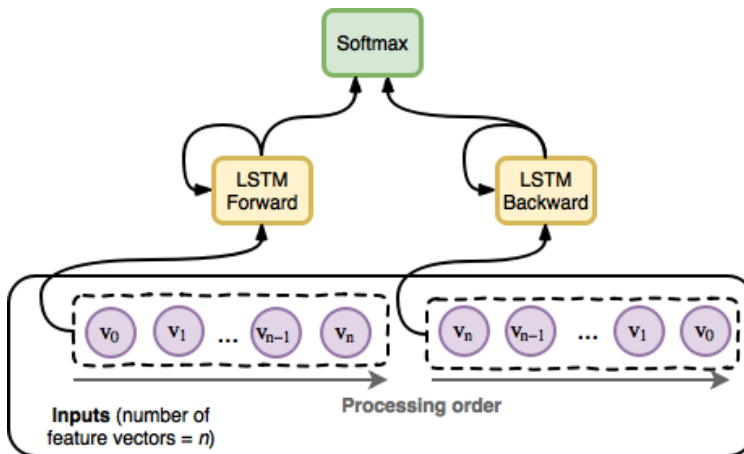 Softmax
LSTM
Forward
LSTM
Backward
v₀ v₁ ... vₙ₋₁ vₙ
vₙ vₙ₋₁ ... v₁ v₀
Processing order
Inputs (number of
feature vectors = n)